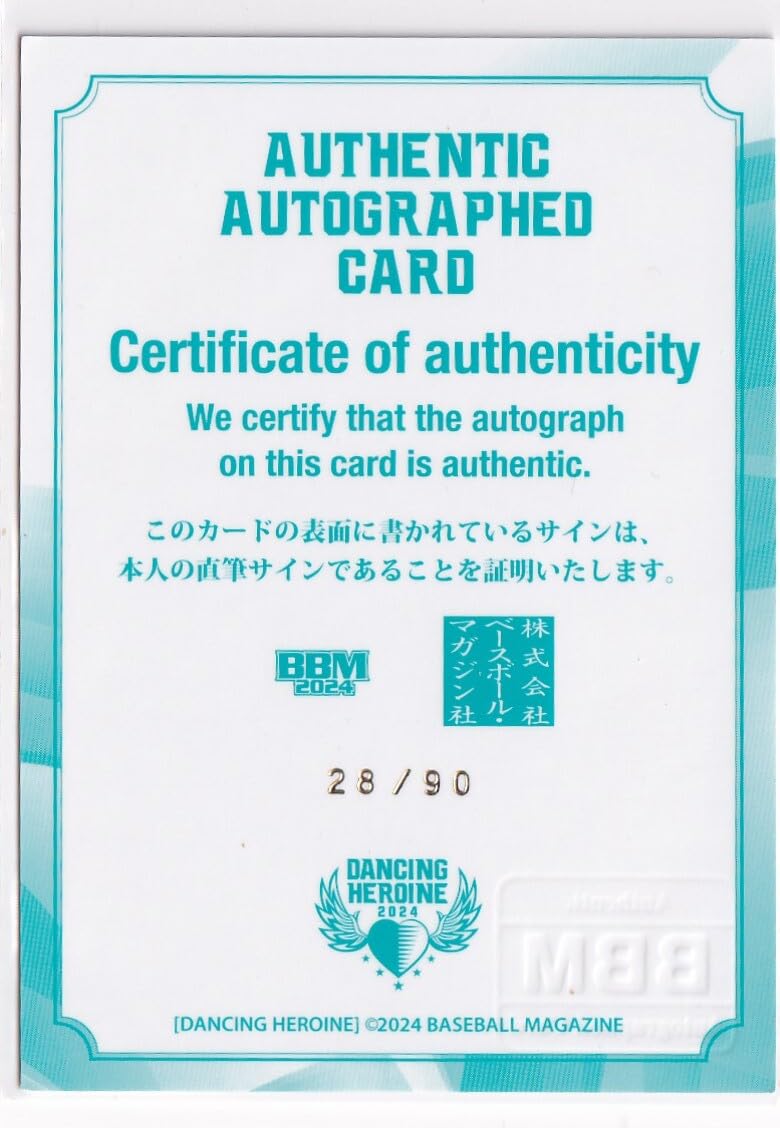 AUTHENTIC
AUTOGRAPHED
CARD
Certificate of authenticity
We certify that the autograph
on this card is authentic.
このカードの表面に書かれているサインは、
本人の直筆サインであることを証明いたします。
BBM
2024
株式会社
ベースボール・
マガジン社
28/90
DANCING
HEROINE
2024
Authentic
BBM
Autograph
[DANCING HEROINE] ©2024 BASEBALL MAGAZINE